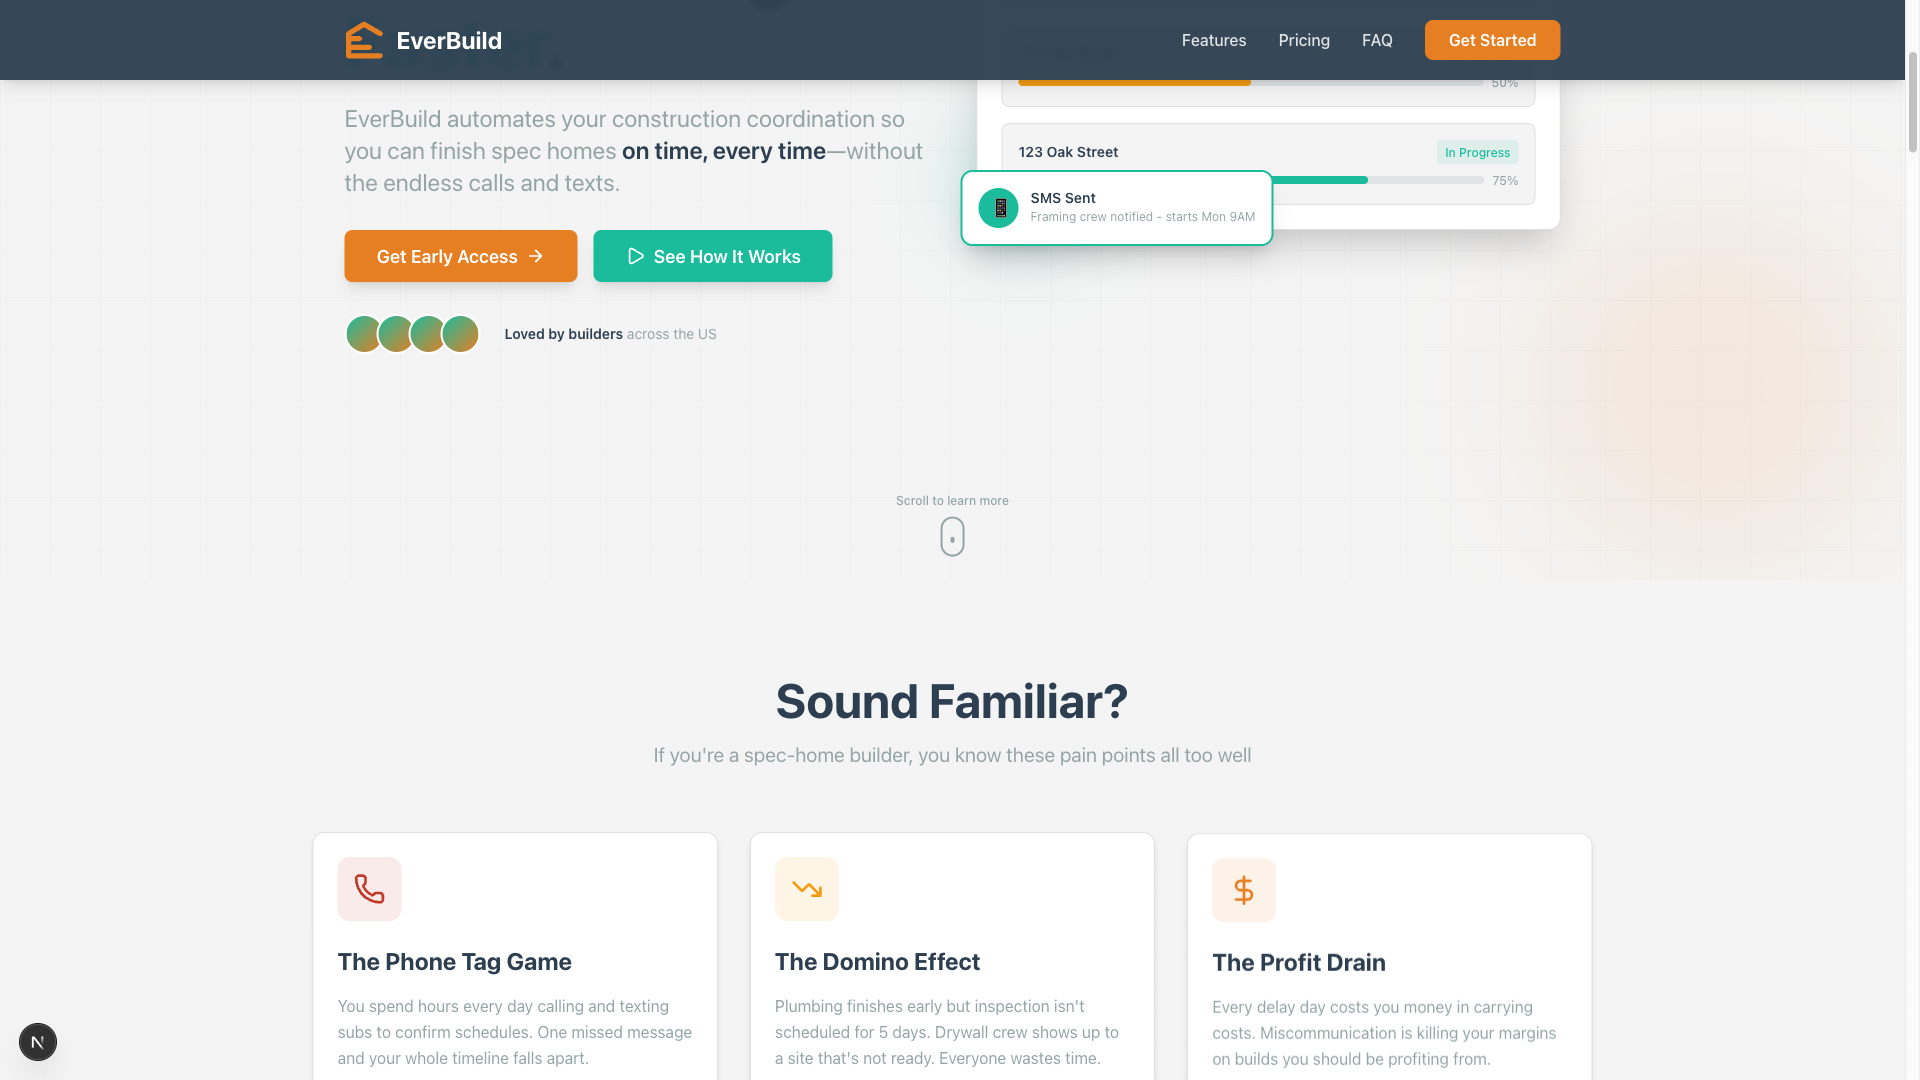 EverBuild
Features
Pricing
FAQ
Get Started
50%
EverBuild automates your construction coordination so
you can finish spec homes on time, every time—without
the endless calls and texts.
123 Oak Street
In Progress
75%
SMS Sent
Framing crew notified - starts Mon 9AM
Get Early Access
See How It Works
Loved by builders across the US
Scroll to learn more
Sound Familiar?
If you're a spec-home builder, you know these pain points all too well
The Phone Tag Game
You spend hours every day calling and texting
subs to confirm schedules. One missed message
and your whole timeline falls apart.
The Domino Effect
Plumbing finishes early but inspection isn't
scheduled for 5 days. Drywall crew shows up to
a site that's not ready. Everyone wastes time.
The Profit Drain
Every delay day costs you money in carrying
costs. Miscommunication is killing your margins
on builds you should be profiting from.
N